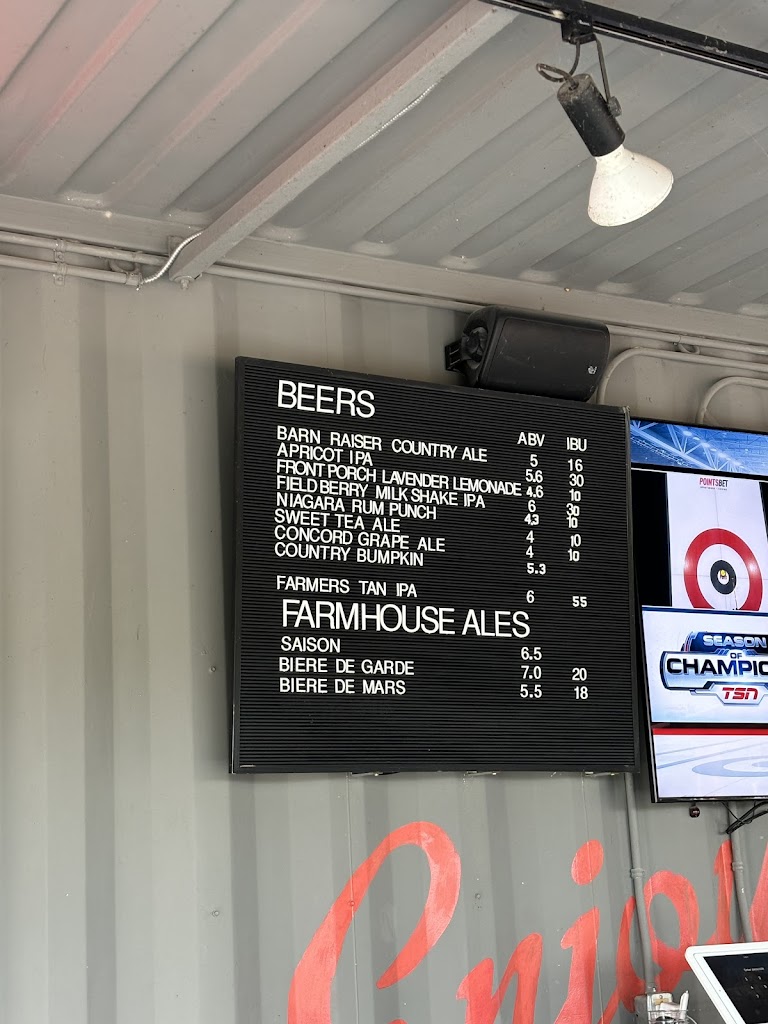 BEERS
ABV IBU
BARN RAISER COUNTRY ALE 5 16
APRICOT IPA 5.6 30
FRONT PORCH LAVENDER LEMONADE 4.6 10
FIELD BERRY MILKSHAKE IPA 6 30
NIAGARA RUM PUNCH 4.3 10
SWEET TEA ALE 4 10
CONCORD GRAPE ALE 4 10
COUNTRY BUMPKIN 5.3
FARMERS TAN IPA 6 55
FARMHOUSE ALES
SAISON 6.5
BIERE DE GARDE 7.0 20
BIERE DE MARS 5.5 18
POINTSBET
SEASON
OF
CHAMPIO
TSN
Enjoy